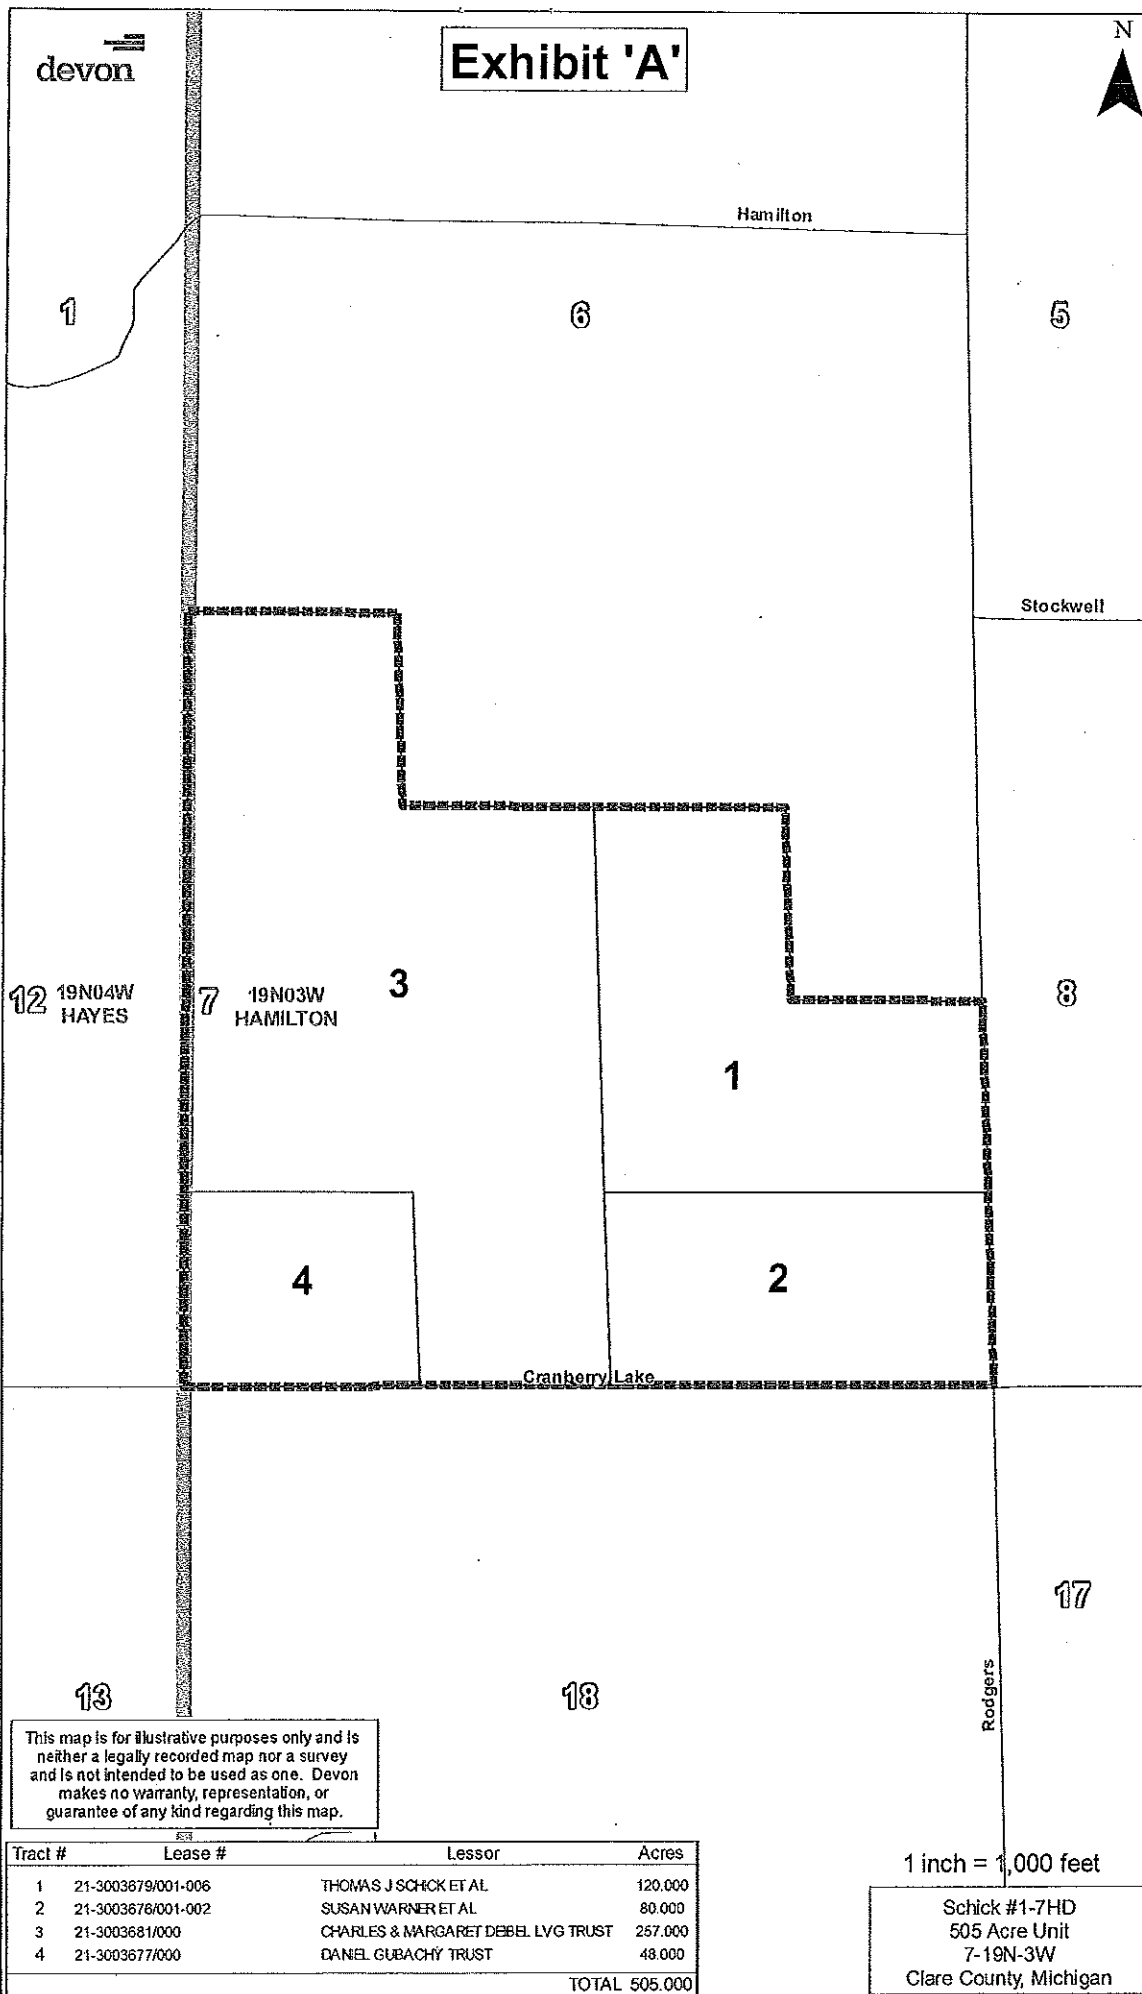 devon
Exhibit 'A'
N
Hamilton
1
6
5
Stockwell
3
12
19N04W
HAYES
7
19N03W
HAMILTON
8
1
4
2
Cranberry Lake
17
Rodgers
13
18
This map is for illustrative purposes only and is
neither a legally recorded map nor a survey
and is not intended to be used as one. Devon
makes no warranty, representation, or
guarantee of any kind regarding this map.
Tract # Lease # Lessor Acres
1 21-3003679/001-006 THOMAS J SCHICK ET AL 120.000
2 21-3003676/001-002 SUSAN WARNER ET AL 80.000
3 21-3003681/000 CHARLES & MARGARET DEIBEL LVG TRUST 257.000
4 21-3003677/000 DANIEL GUBACHY TRUST 48.000
TOTAL 505.000
1 inch = 1,000 feet
Schick #1-7HD
505 Acre Unit
7-19N-3W
Clare County, Michigan